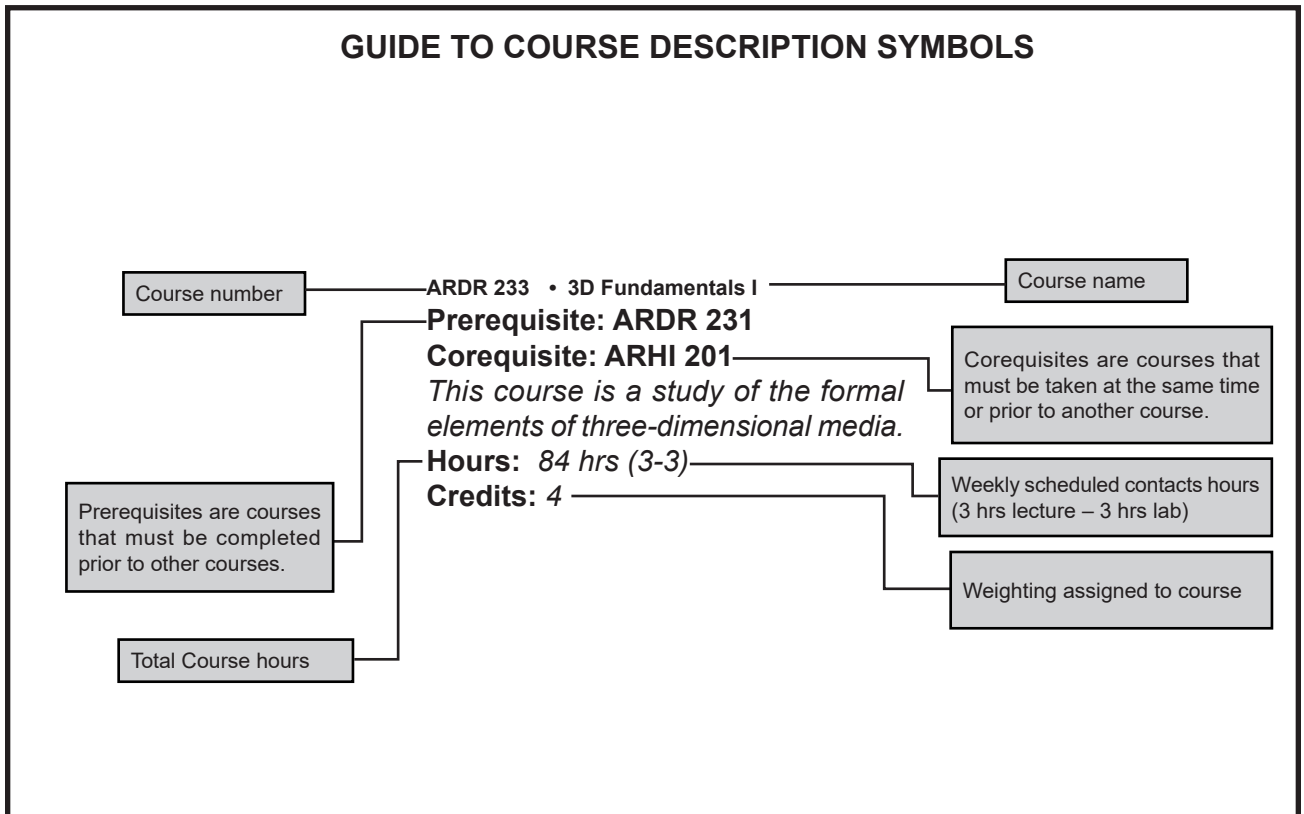 GUIDE TO COURSE DESCRIPTION SYMBOLS
Course number
ARDR 233 • 3D Fundamentals I
Course name
Prerequisite: ARDR 231
Corequisite: ARHI 201
Corequisites are courses that
must be taken at the same time
or prior to another course.
This course is a study of the formal
elements of three-dimensional media.
Hours: 84 hrs (3-3)
Weekly scheduled contacts hours
(3 hrs lecture – 3 hrs lab)
Credits: 4
Prerequisites are courses
that must be completed
prior to other courses.
Weighting assigned to course
Total Course hours